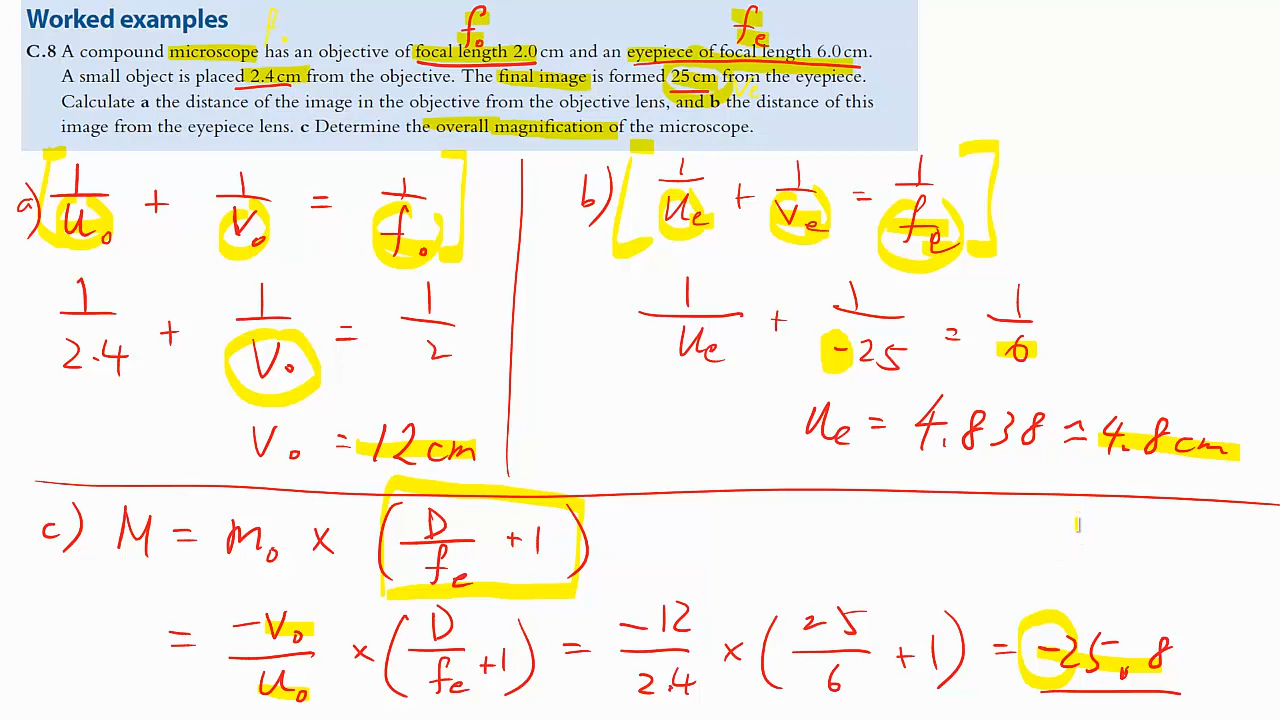 Worked examples
f.
f₀
fₑ
C.8 A compound microscope has an objective of focal length 2.0 cm and an eyepiece of focal length 6.0 cm.
A small object is placed 2.4 cm from the objective. The final image is formed 25 cm from the eyepiece.
vₑ
Calculate a the distance of the image in the objective from the objective lens, and b the distance of this
image from the eyepiece lens. c Determine the overall magnification of the microscope.
a) [1/u₀ + 1/v₀ = 1/f₀]
1/2.4 + 1/v₀ = 1/2
v₀ = 12 cm
b) [1/uₑ + 1/vₑ = 1/fₑ]
1/uₑ + 1/-25 = 1/6
uₑ = 4.838 ≃ 4.8 cm
c) M = m₀ × (D/fₑ + 1)
= -v₀/u₀ × (D/fₑ + 1) = -12/2.4 × (25/6 + 1) = -25.8